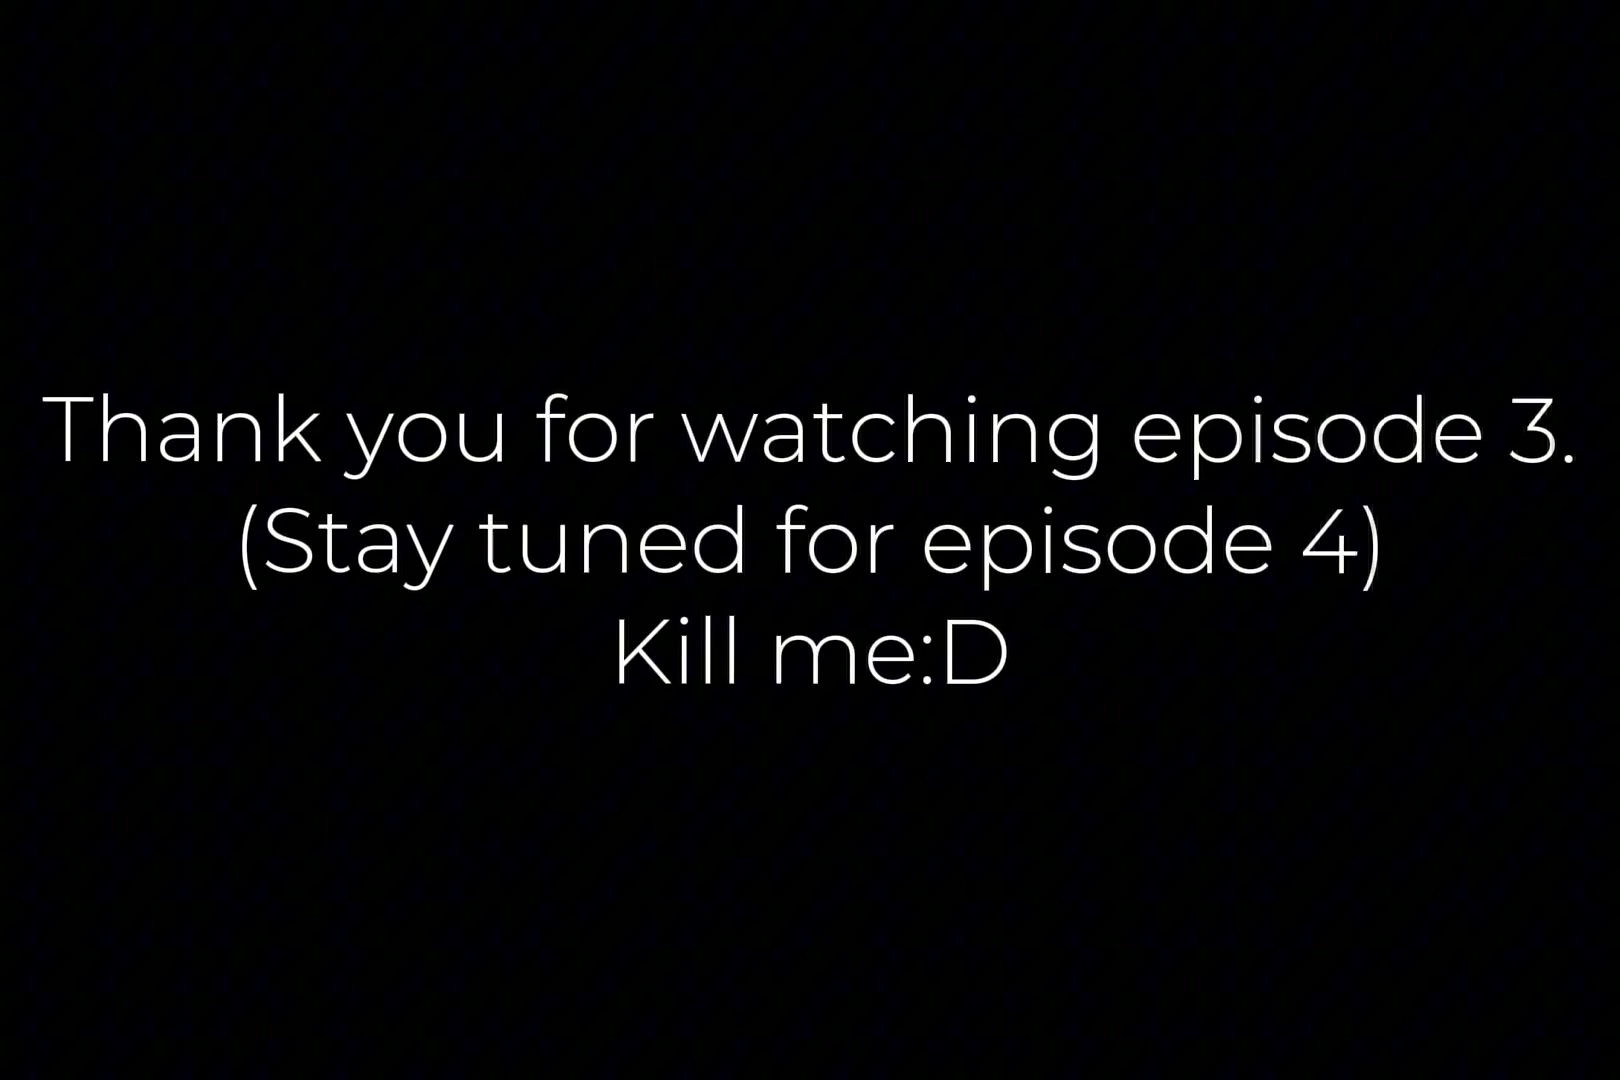 Thank you for watching episode 3.
(Stay tuned for episode 4)
Kill me:D